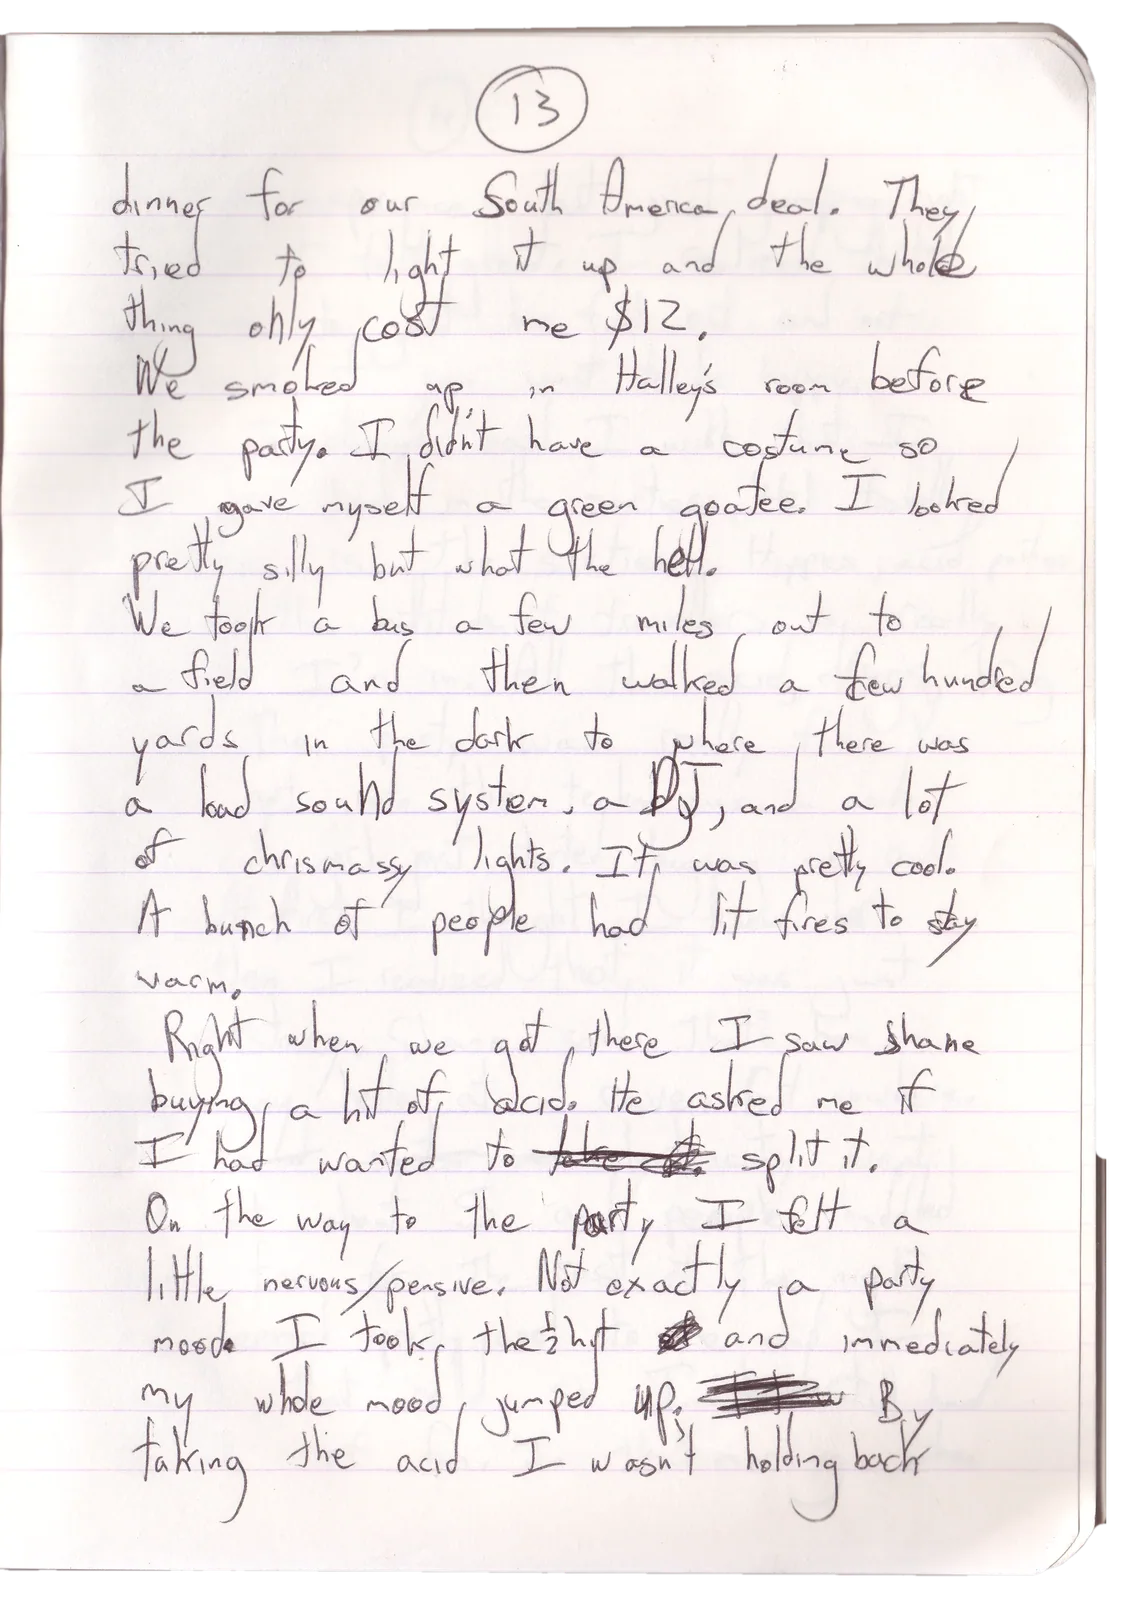 13
dinner for our South America deal. They
tried to light it up and the whole
thing only cost me $12.
We smoked up in Halley's room before
the party. I didn't have a costume so
I gave myself a green goatee. I looked
pretty silly but what the hell.
We took a bus a few miles out to
a field and then walked a few hundred
yards in the dark to where there was
a load sound system, a DJ, and a lot
of chrismassy lights. It was pretty cool.
A bunch of people had lit fires to stay
warm.
Right when we got there I saw Shane
buying a hit of acid. He asked me if
I had wanted to split it.
On the way to the party I felt a
little nervous/pensive. Not exactly a party
mood. I took the ½ hit and immediately
my whole mood jumped up. By
taking the acid I wasn't holding back